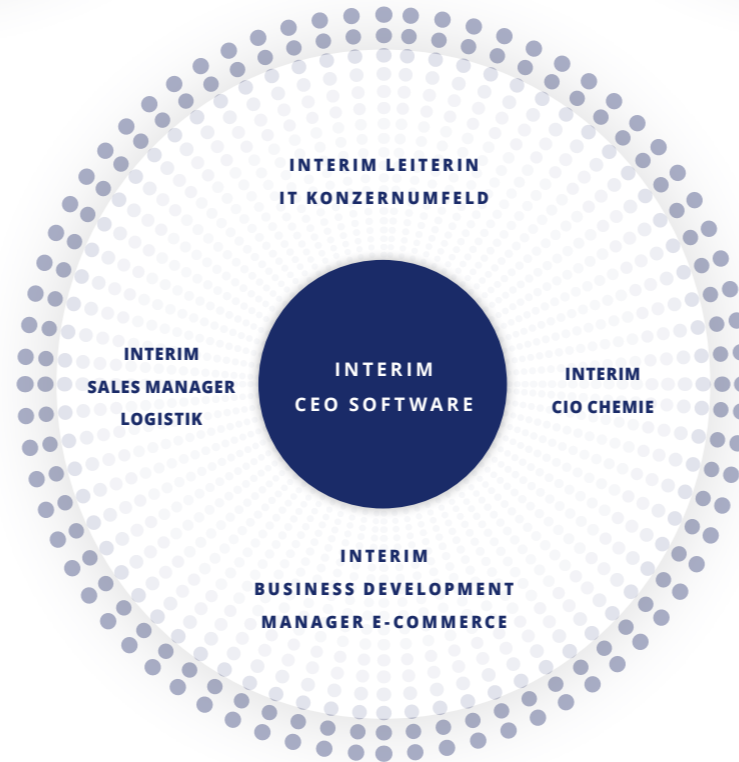 INTERIM LEITERIN
IT KONZERNUMFELD
INTERIM
SALES MANAGER
LOGISTIK
INTERIM
CEO SOFTWARE
INTERIM
CIO CHEMIE
INTERIM
BUSINESS DEVELOPMENT
MANAGER E-COMMERCE